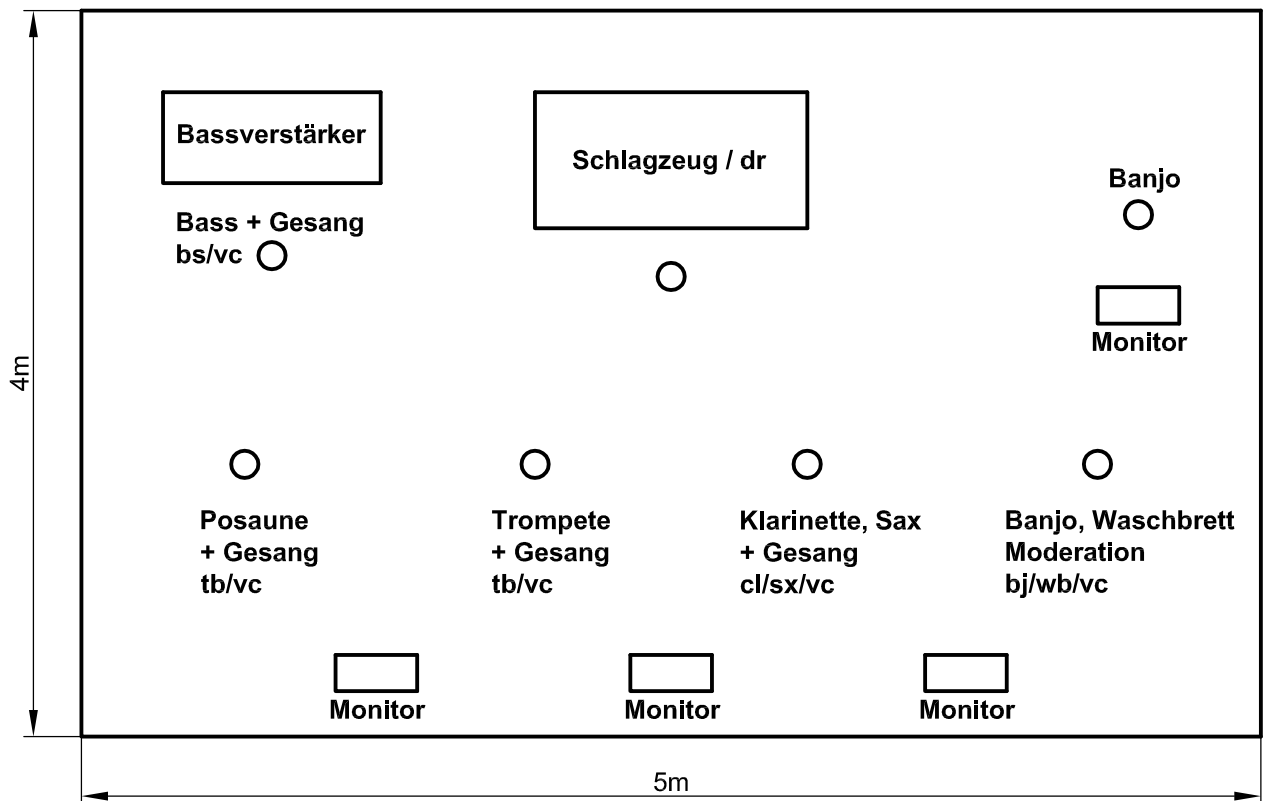 Bassverstärker
Schlagzeug / dr
Banjo
Bass + Gesang
bs/vc
Monitor
4m
Posaune
+ Gesang
tb/vc
Trompete
+ Gesang
tb/vc
Klarinette, Sax
+ Gesang
cl/sx/vc
Banjo, Waschbrett
Moderation
bj/wb/vc
Monitor
Monitor
Monitor
5m